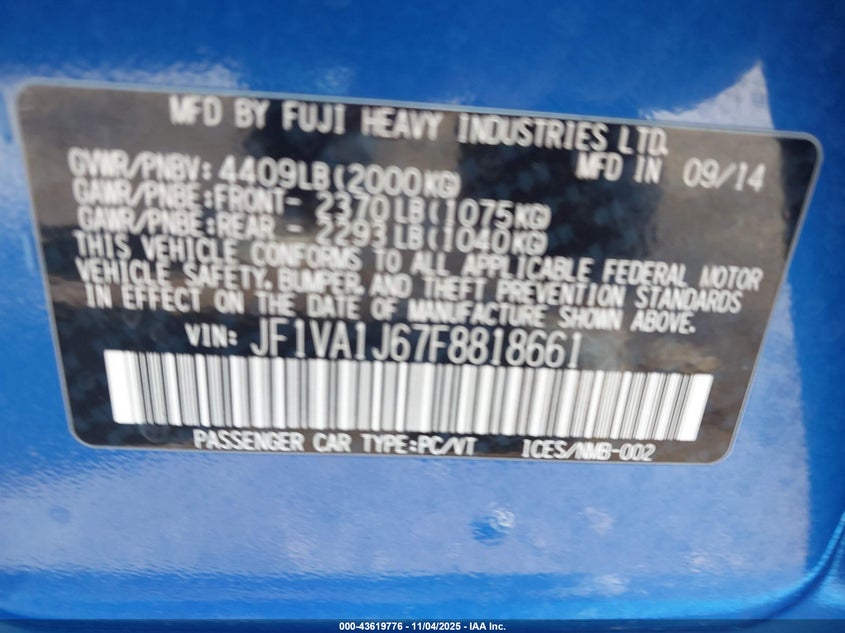 MFD BY FUJI HEAVY INDUSTRIES LTD.
MFD IN 09/14
GVWR/PNBV: 4409LB(2000KG)
GAWR/PNBE:FRONT- 2370LB(1075KG)
GAWR/PNBE:REAR - 2293LB(1040KG)
THIS VEHICLE CONFORMS TO ALL APPLICABLE FEDERAL MOTOR
VEHICLE SAFETY, BUMPER, AND THEFT PREVENTION STANDARDS
IN EFFECT ON THE DATE OF MANUFACTURE SHOWN ABOVE.
VIN: JF1VA1J67F8818661
PASSENGER CAR TYPE:PC/VT ICES/NMB-002
000-43619776 - 11/04/2025 - IAA Inc.